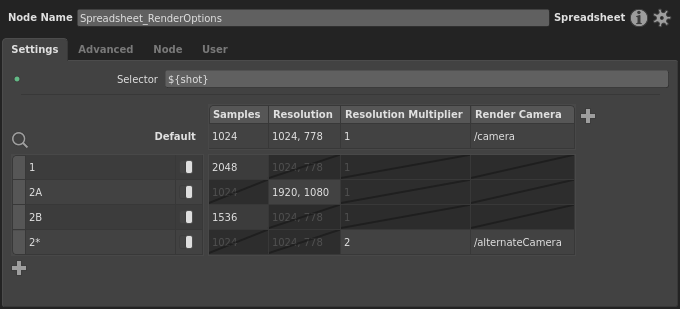 Node Name Spreadsheet_RenderOptions Spreadsheet
Settings Advanced Node User
Selector ${shot}
Samples Resolution Resolution Multiplier Render Camera
Default 1024 1024, 778 1 /camera
1 2048 1024, 778 1
2A 1024 1920, 1080 1
2B 1536 1024, 778 1
2* 1024 1024, 778 2 /alternateCamera